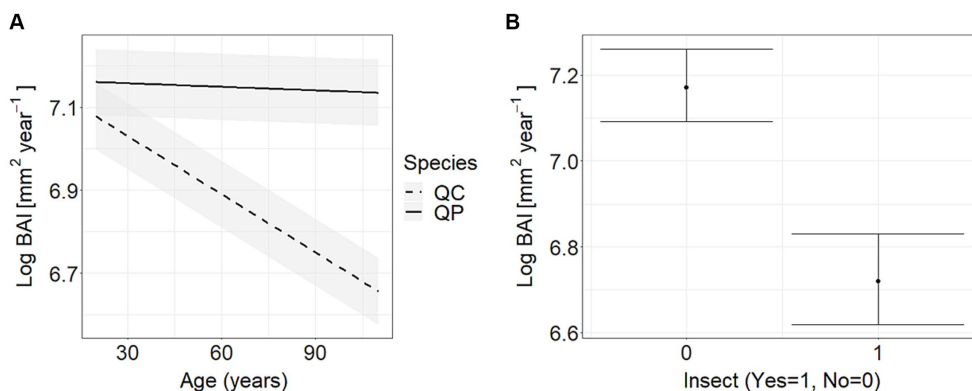 A
Log BAI [mm² year⁻¹]
7.1
6.9
6.7
30 60 90
Age (years)
Species
QC
QP
B
Log BAI [mm² year⁻¹]
7.2
7.0
6.8
6.6
0 1
Insect (Yes=1, No=0)